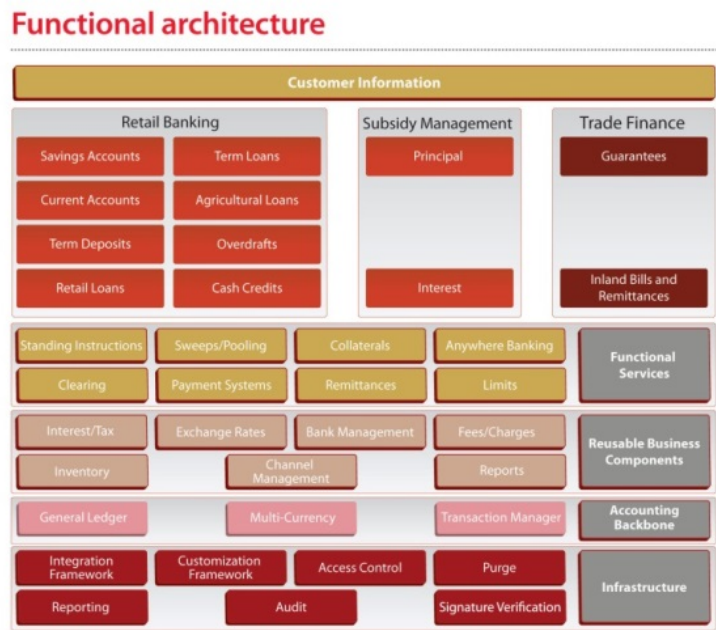 Functional architecture
Customer Information
Retail Banking
Subsidy Management
Trade Finance
Savings Accounts
Term Loans
Principal
Guarantees
Current Accounts
Agricultural Loans
Term Deposits
Overdrafts
Retail Loans
Cash Credits
Interest
Inland Bills and
Remittances
Standing Instructions
Sweeps/Pooling
Collaterals
Anywhere Banking
Functional
Services
Clearing
Payment Systems
Remittances
Limits
Interest/Tax
Exchange Rates
Bank Management
Fees/Charges
Reusable Business
Components
Inventory
Channel
Management
Reports
General Ledger
Multi-Currency
Transaction Manager
Accounting
Backbone
Integration
Framework
Customization
Framework
Access Control
Purge
Infrastructure
Reporting
Audit
Signature Verification